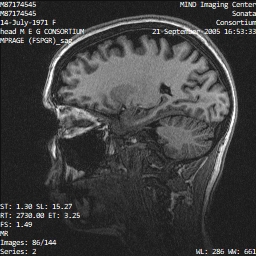 M87174545
M87174545
14-July-1971 F
head M E G CONSORTIUM
MPRAGE (FSPGR)_sag
MIND Imaging Center
Sonata
Consortium
21-September-2005 16:53:33
ST: 1.30 SL: 15.27
RT: 2730.00 ET: 3.25
FS: 1.49
MR
Images: 86/144
Series: 2
WL: 286 WW: 661